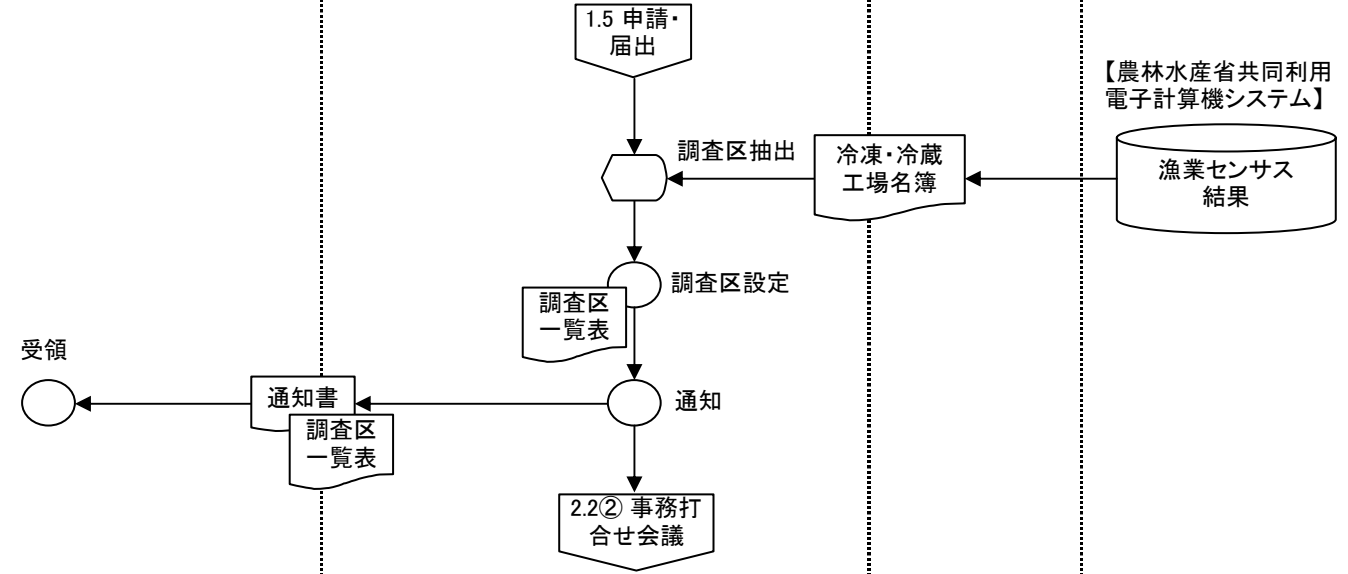 1.5 申請・
届出
【農林水産省共同利用
電子計算機システム】
調査区抽出
冷凍・冷蔵
工場名簿
漁業センサス
結果
調査区設定
調査区
一覧表
受領
通知書
調査区
一覧表
通知
2.2② 事務打
合せ会議